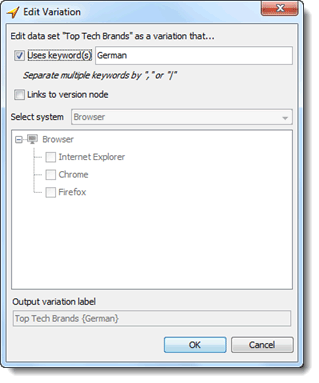 Edit Variation
Edit data set "Top Tech Brands" as a variation that...
Uses keyword(s) German
Separate multiple keywords by "," or "|"
Links to version node
Select system Browser
Browser
Internet Explorer
Chrome
Firefox
Output variation label
Top Tech Brands {German}
OK Cancel